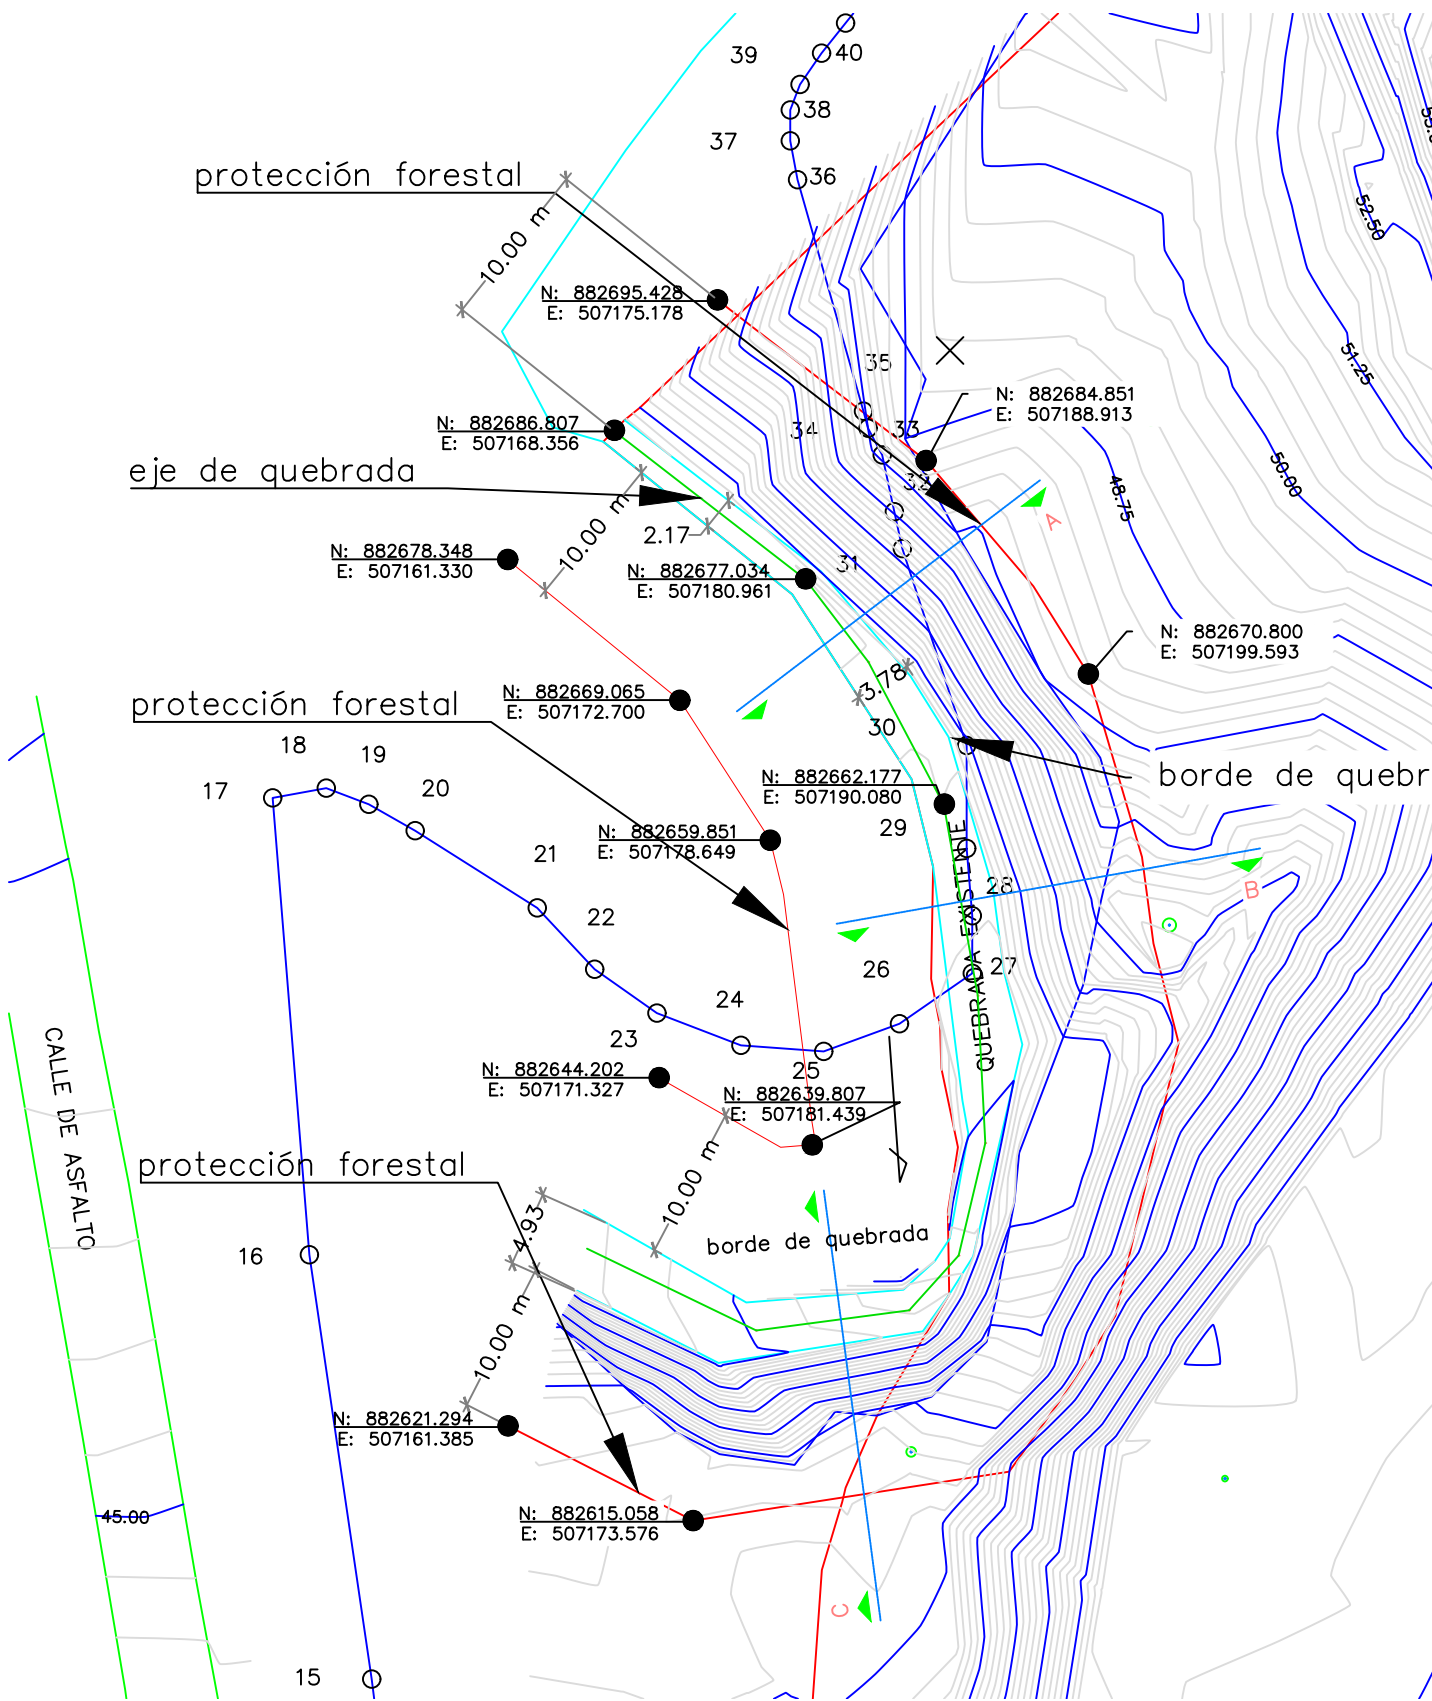 39
40
38
37
36
protección forestal
10.00 m
N: 882695.428
E: 507175.178
35
34
33
N: 882684.851
E: 507188.913
N: 882686.807
E: 507168.356
eje de quebrada
10.00 m
2.17
N: 882678.348
E: 507161.330
N: 882677.034
E: 507180.961
31
A
52.50
51.25
50.00
48.75
N: 882670.800
E: 507199.593
3.78
30
N: 882669.065
E: 507172.700
protección forestal
18
19
17
20
borde de quebr
N: 882662.177
E: 507190.080
29
N: 882659.851
E: 507178.649
21
28
B
22
26
27
QUEBRADA EXISTENTE
24
23
25
N: 882644.202
E: 507171.327
N: 882639.807
E: 507181.439
CALLE DE ASFALTO
protección forestal
10.00 m
4.93
16
borde de quebrada
10.00 m
N: 882621.294
E: 507161.385
45.00
N: 882615.058
E: 507173.576
C
15